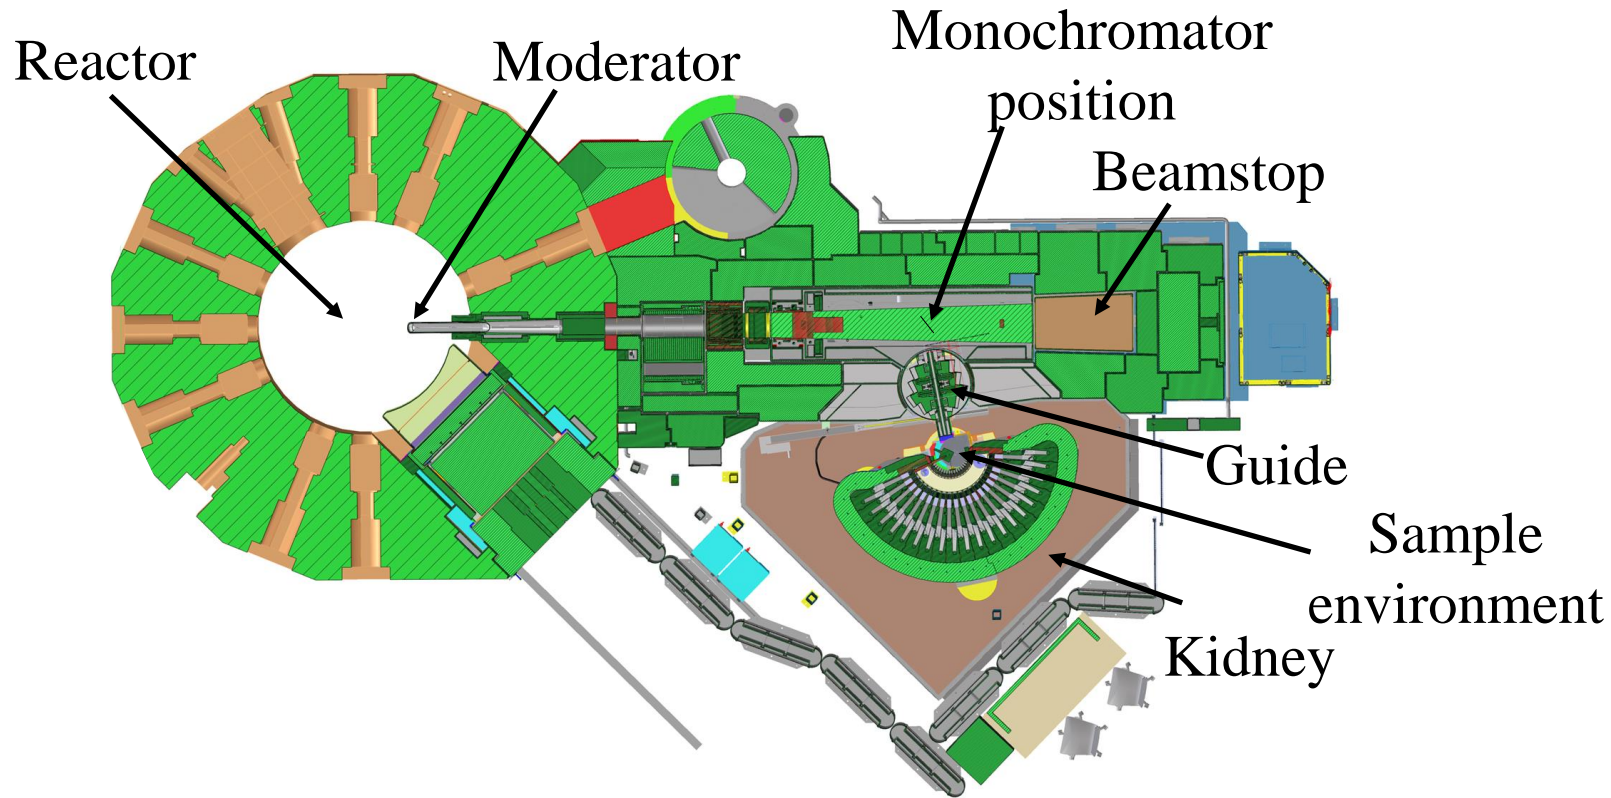 Reactor
Moderator
Monochromator
position
Beamstop
Guide
Sample
environment
Kidney